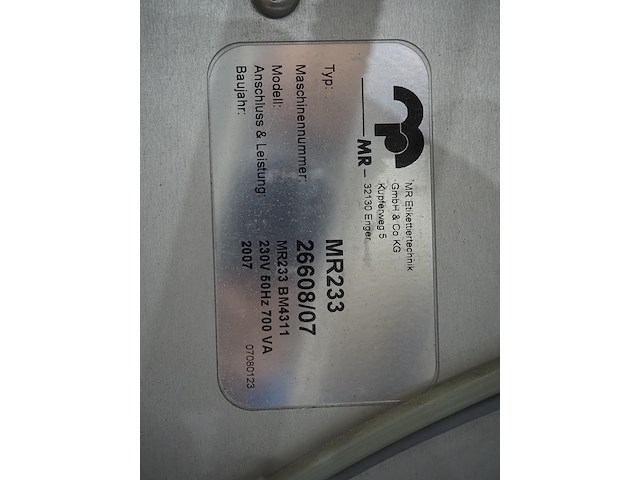 MR
'MR Etikettiertechnik
GmbH & Co KG
Kupferweg 5
32130 Enger
Typ: MR233
Maschinennummer: 26608/07
Modell: MR233 BM4311
Anschluss & Leistung: 230V 50Hz 700 VA
Baujahr: 2007
07080123